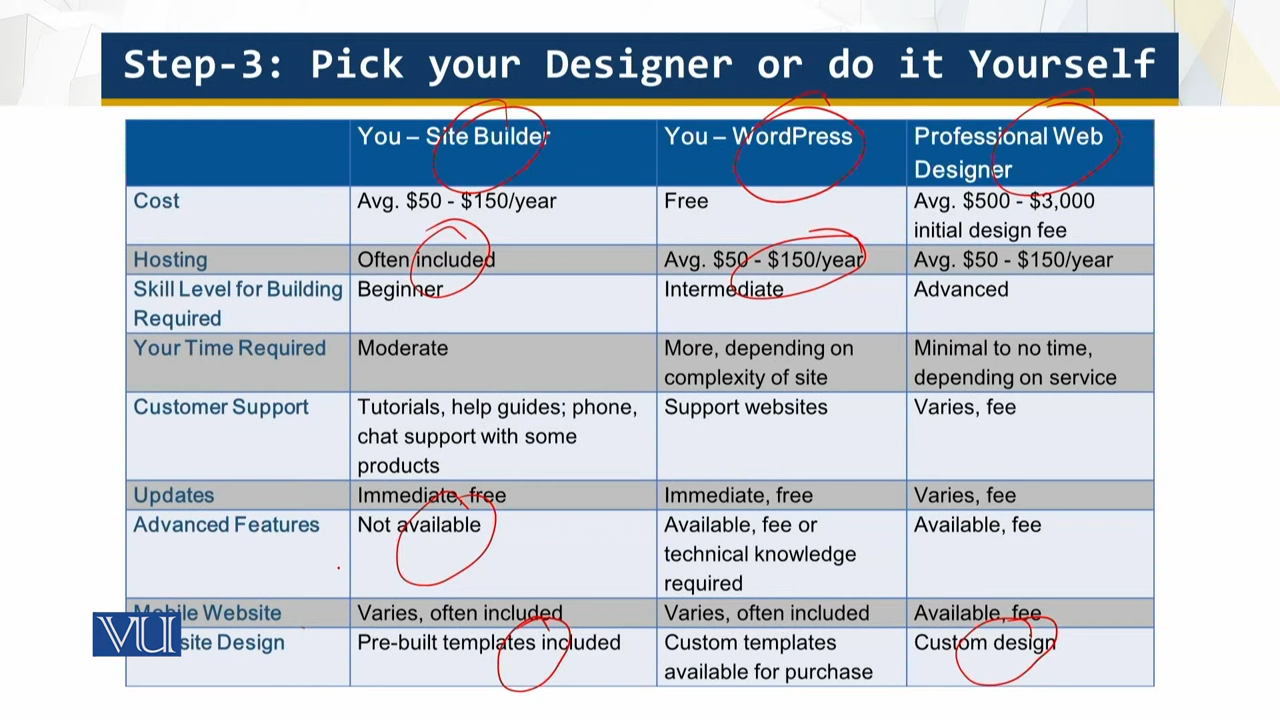 Step-3: Pick your Designer or do it Yourself
You – Site Builder
You – WordPress
Professional Web
Designer
Cost
Avg. $50 - $150/year
Free
Avg. $500 - $3,000
initial design fee
Hosting
Often included
Avg. $50 - $150/year
Avg. $50 - $150/year
Skill Level for Building
Required
Beginner
Intermediate
Advanced
Your Time Required
Moderate
More, depending on
complexity of site
Minimal to no time,
depending on service
Customer Support
Tutorials, help guides; phone,
chat support with some
products
Support websites
Varies, fee
Updates
Immediate, free
Immediate, free
Varies, fee
Advanced Features
Not available
Available, fee or
technical knowledge
required
Available, fee
Mobile Website
Varies, often included
Varies, often included
Available, fee
VU
Design
Pre-built templates included
Custom templates
available for purchase
Custom design